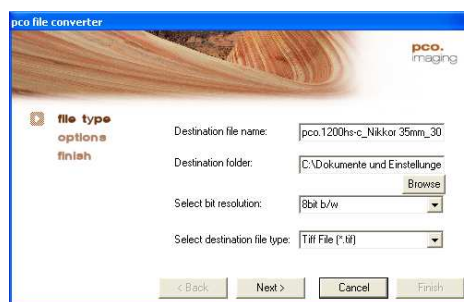 pco file converter
pco.
imaging
file type
options
finish
Destination file name:
pco.1200hs-c_Nikkor 35mm_30
Destination folder:
C:\Dokumente und Einstellunge
Browse
Select bit resolution:
8bit b/w
Select destination file type:
Tiff File (*.tif)
< Back
Next >
Cancel
Finish